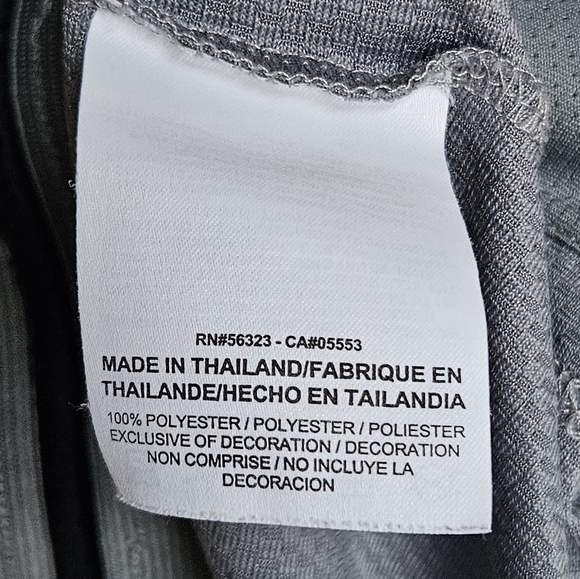 RN#56323 - CA#05553
MADE IN THAILAND/FABRIQUE EN
THAILANDE/HECHO EN TAILANDIA
100% POLYESTER / POLYESTER / POLIESTER
EXCLUSIVE OF DECORATION / DECORATION
NON COMPRISE / NO INCLUYE LA
DECORACION